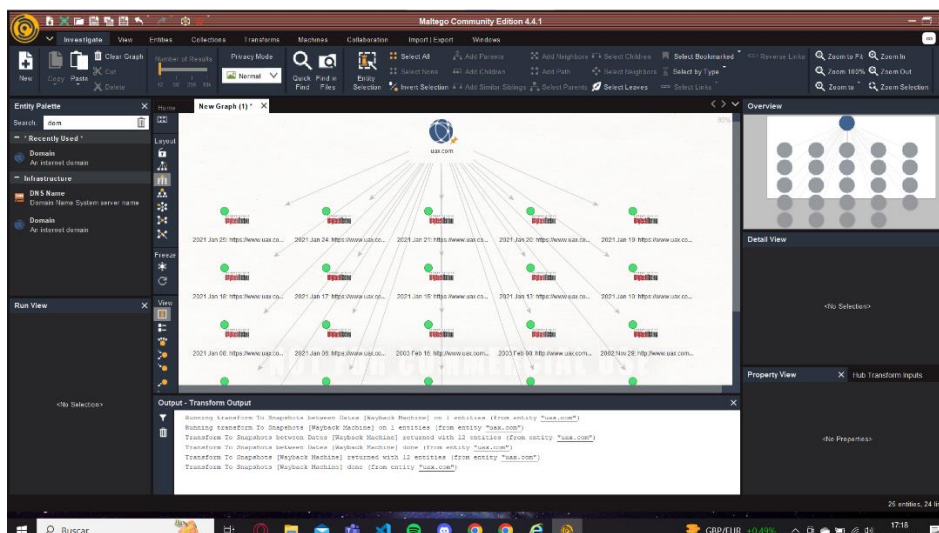 Maltego Community Edition 4.4.1
Investigate View Entities Collections Transforms Machines Collaboration Import | Export Windows
New Copy Paste Clear Graph Cut Delete
Number of Results
Privacy Mode
Normal
Quick Find Find in Files Entity Selection
Select All Add Parents Add Neighbors Select Children Select Bookmarked Reverse Links Zoom to Fit Zoom In
Select None Add Children Add Path Select Neighbors Select by Type Zoom 100% Zoom Out
Invert Selection Add Similar Siblings Select Parents Select Leaves Select Links Zoom to Zoom Selection
Entity Palette
Search: dom
Recently Used
Domain
An internet domain
Infrastructure
DNS Name
Domain Name System server name
Domain
An internet domain
Run View
<No Selection>
Home New Graph (1) *
Layout
Freeze
View
80%
uax.com
2021 Jan 25: https://www.uax.co... 2021 Jan 24: https://www.uax.co... 2021 Jan 21: https://www.uax.co... 2021 Jan 20: https://www.uax.co... 2021 Jan 19: https://www.uax.co...
2021 Jan 18: https://www.uax.co... 2021 Jan 17: https://www.uax.co... 2021 Jan 15: https://www.uax.co... 2021 Jan 13: https://www.uax.co... 2021 Jan 10: https://www.uax.co...
2021 Jan 08: https://www.uax.co... 2021 Jan 06: https://www.uax.co... 2003 Feb 16: http://www.uax.com... 2003 Feb http://www.uax.com... 2002 Nov 29: http://www.uax.com...
NOT FOR COMMERCIAL USE
Output - Transform Output
Running transform To Snapshots between Dates [Wayback Machine] on 1 entities (from entity "uax.com")
Running transform To Snapshots [Wayback Machine] on 1 entities (from entity "uax.com")
Transform To Snapshots between Dates [Wayback Machine] returned with 12 entities (from entity "uax.com")
Transform To Snapshots between Dates [Wayback Machine] done (from entity "uax.com")
Transform To Snapshots [Wayback Machine] returned with 12 entities (from entity "uax.com")
Transform To Snapshots [Wayback Machine] done (from entity "uax.com")
Overview
Detail View
<No Selection>
Property View Hub Transform Inputs
<No Properties>
25 entities, 24 li
Buscar
GBP/EUR +0.49%
17:18